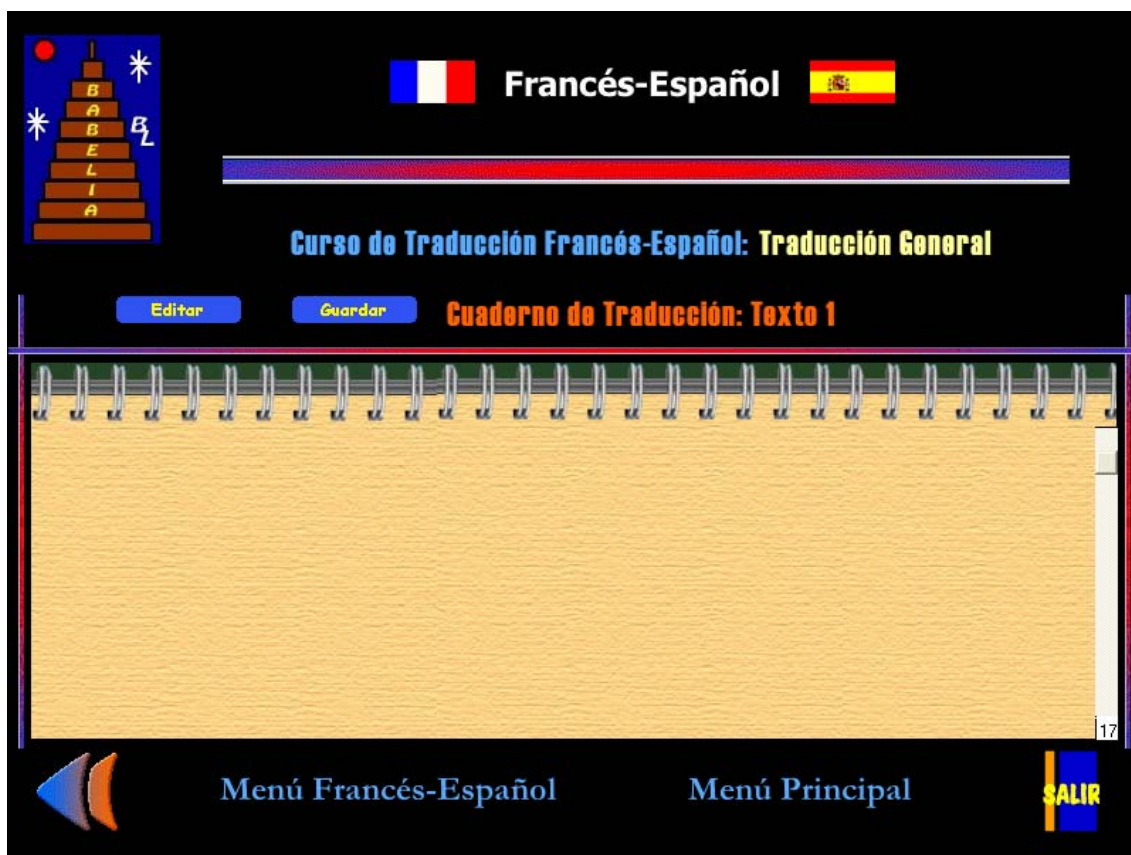 B
A
B
E
L
I
A
BL
Francés-Español
Curso de Traducción Francés-Español: Traducción General
Editar
Guardar
Cuaderno de Traducción: Texto 1
17
Menú Francés-Español
Menú Principal
SALIR